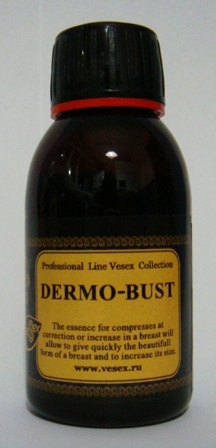 Professional Line Vesex Collection
DERMO-BUST
The essence for compresses at
correction or increase in a breast will
allow to give quickly the beautifull
form of a breast and to increase its size.
www.vesex.ru